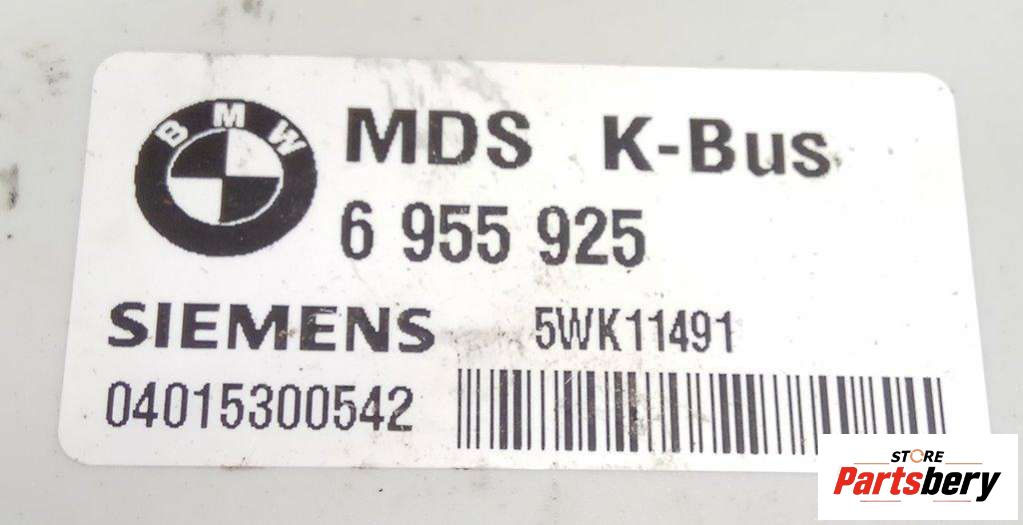 BMW
MDS K-Bus
6 955 925
SIEMENS 5WK11491
04015300542
STORE
Partsbery